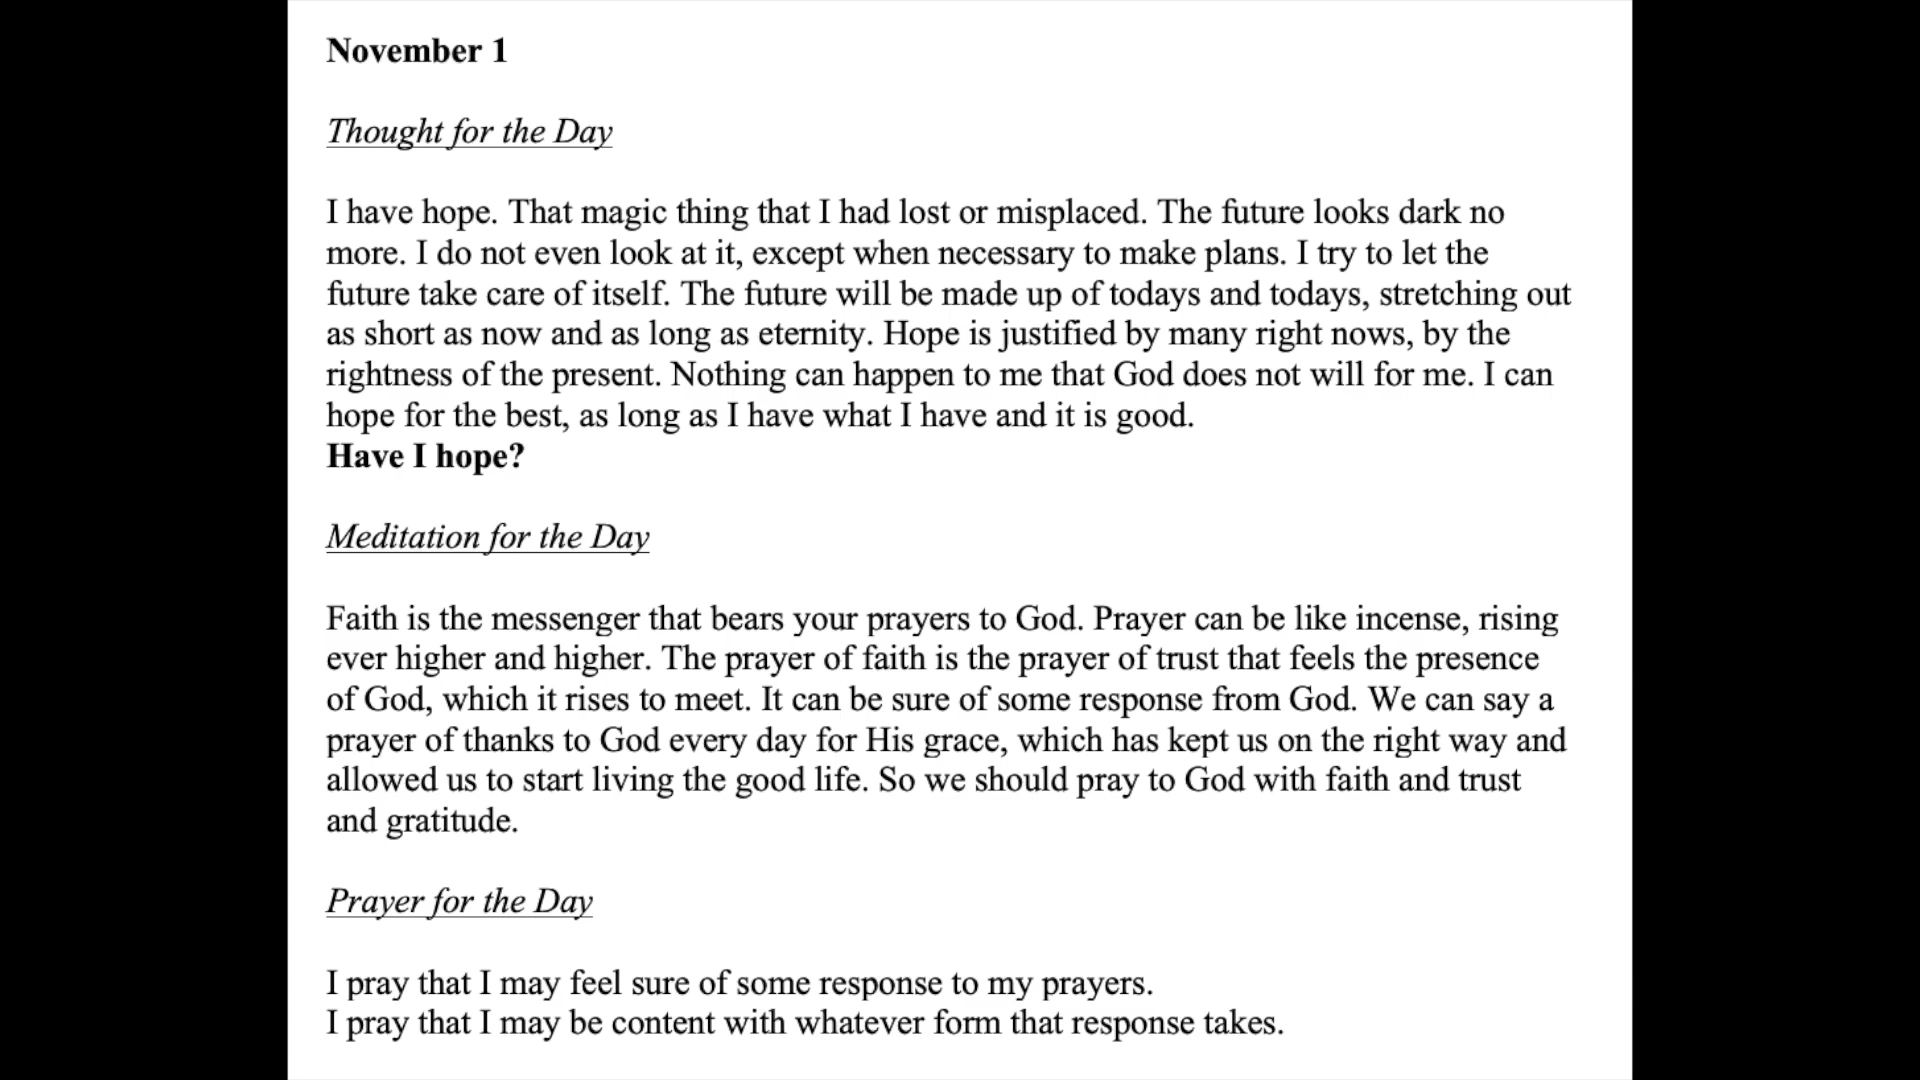 November 1
Thought for the Day
I have hope. That magic thing that I had lost or misplaced. The future looks dark no
more. I do not even look at it, except when necessary to make plans. I try to let the
future take care of itself. The future will be made up of todays and todays, stretching out
as short as now and as long as eternity. Hope is justified by many right nows, by the
rightness of the present. Nothing can happen to me that God does not will for me. I can
hope for the best, as long as I have what I have and it is good.
Have I hope?
Meditation for the Day
Faith is the messenger that bears your prayers to God. Prayer can be like incense, rising
ever higher and higher. The prayer of faith is the prayer of trust that feels the presence
of God, which it rises to meet. It can be sure of some response from God. We can say a
prayer of thanks to God every day for His grace, which has kept us on the right way and
allowed us to start living the good life. So we should pray to God with faith and trust
and gratitude.
Prayer for the Day
I pray that I may feel sure of some response to my prayers.
I pray that I may be content with whatever form that response takes.